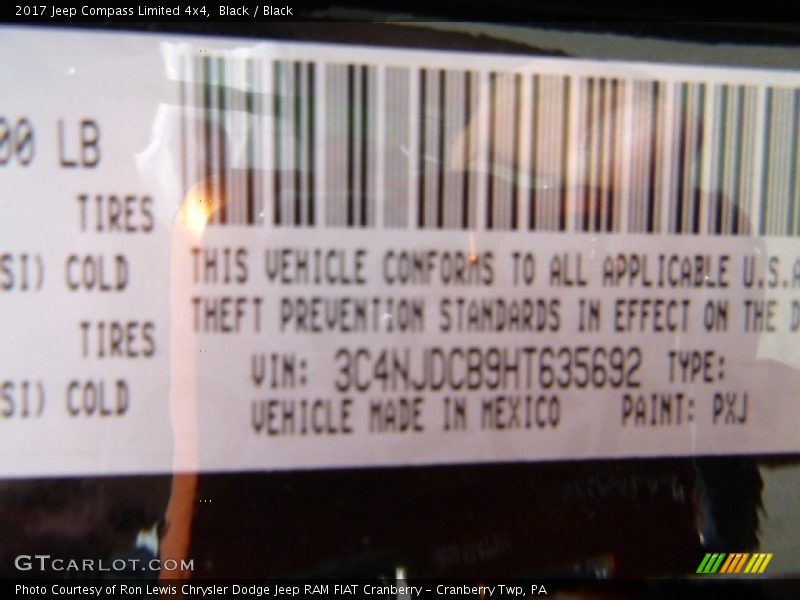 2017 Jeep Compass Limited 4x4, Black / Black
00 LB
TIRES
SI) COLD
TIRES
SI) COLD
THIS VEHICLE CONFORMS TO ALL APPLICABLE U.S.A
THEFT PREVENTION STANDARDS IN EFFECT ON THE D
VIN: 3C4NJDCB9HT635692 TYPE:
VEHICLE MADE IN MEXICO PAINT: PXJ
GTCARLOT.COM
Photo Courtesy of Ron Lewis Chrysler Dodge Jeep RAM FIAT Cranberry – Cranberry Twp, PA